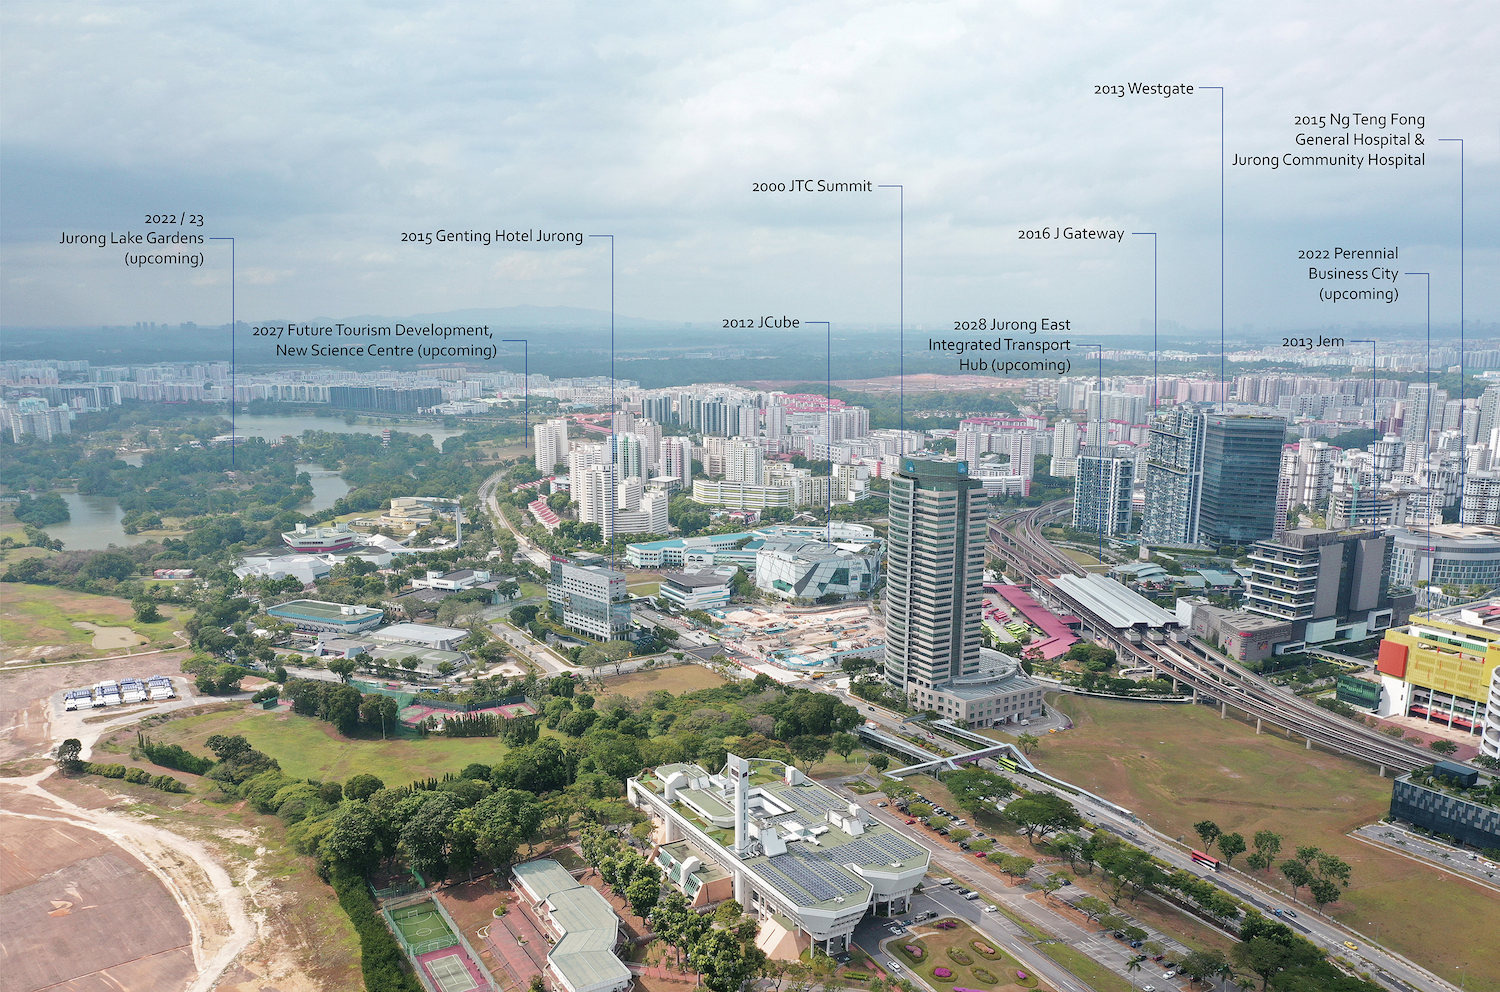 2013 Westgate
2015 Ng Teng Fong
General Hospital &
Jurong Community Hospital
2000 JTC Summit
2022 / 23
Jurong Lake Gardens
(upcoming)
2015 Genting Hotel Jurong
2016 J Gateway
2022 Perennial
Business City
(upcoming)
2027 Future Tourism Development,
New Science Centre (upcoming)
2012 JCube
2028 Jurong East
Integrated Transport
Hub (upcoming)
2013 Jem